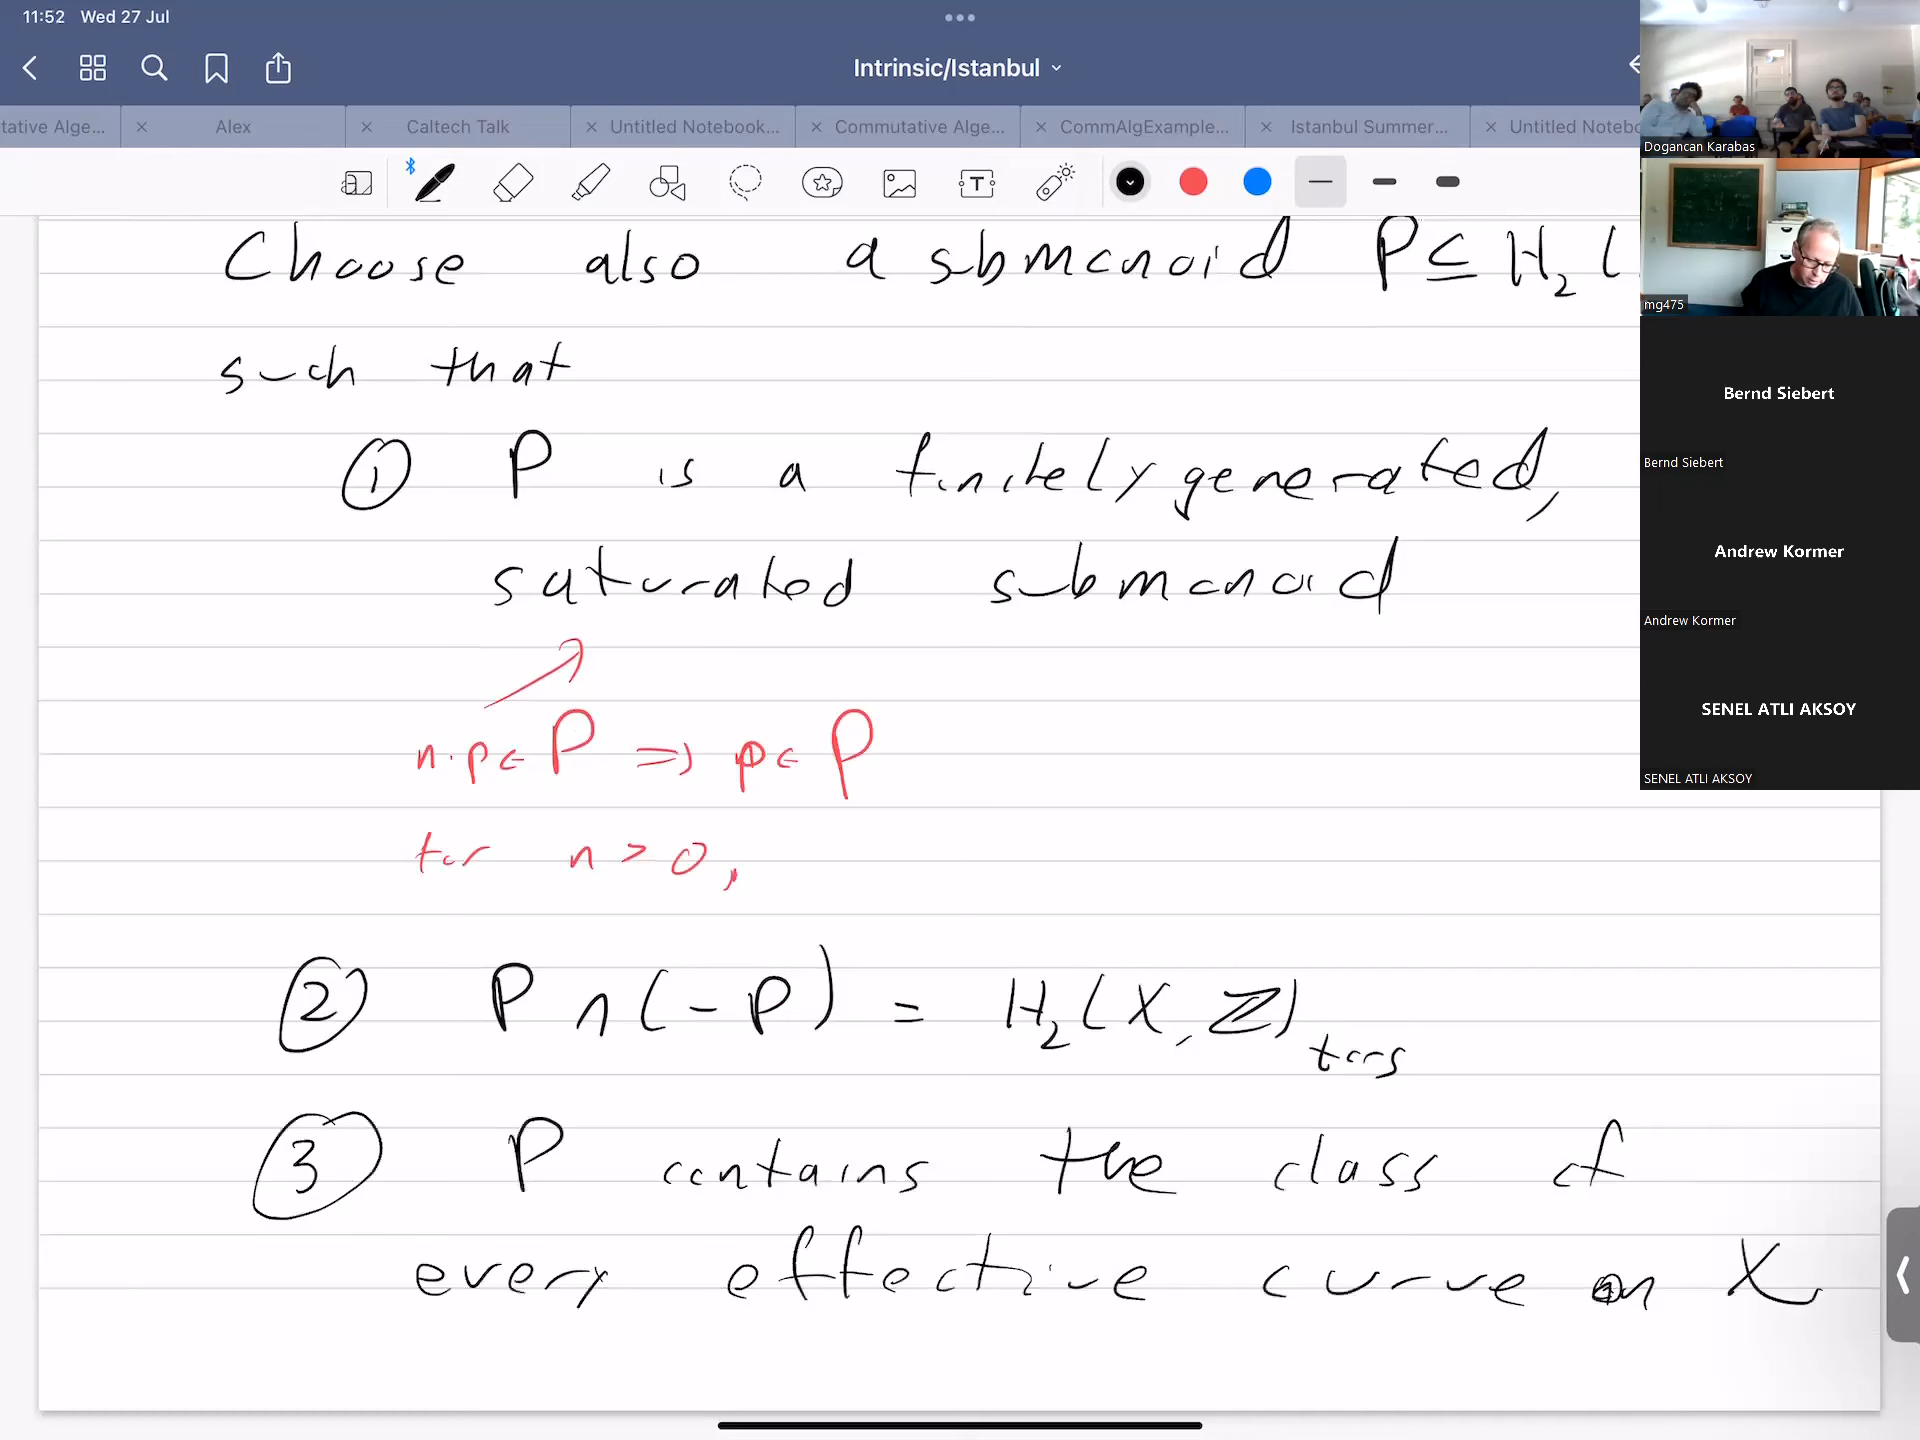 11:52 Wed 27 Jul
Intrinsic/Istanbul
tative Alge...
Alex
Caltech Talk
Untitled Notebook...
Commutative Alge...
CommAlgExample...
Istanbul Summer...
Untitled Notebo
Dogancan Karabas
mg475
Bernd Siebert
Bernd Siebert
Andrew Kormer
Andrew Kormer
SENEL ATLI AKSOY
SENEL ATLI AKSOY
Choose also a submonoid P ⊆ H₂(
such that
① P is a finitely generated,
saturated submonoid
n·p ∈ P ⇒ p ∈ P
for n > 0,
② P ∩ (-P) = H₂(X, ℤ)tors
③ P contains the class of
every effective curve on X